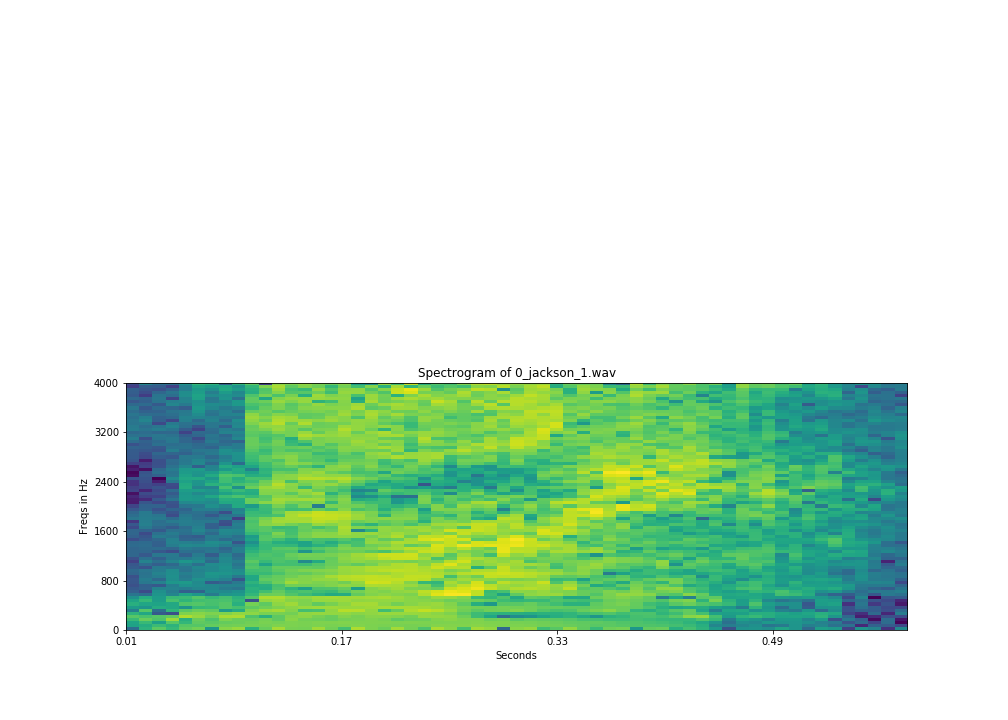 Spectrogram of 0_jackson_1.wav
4000
3200
2400
1600
800
0
Freqs in Hz
0.01 0.17 0.33 0.49
Seconds